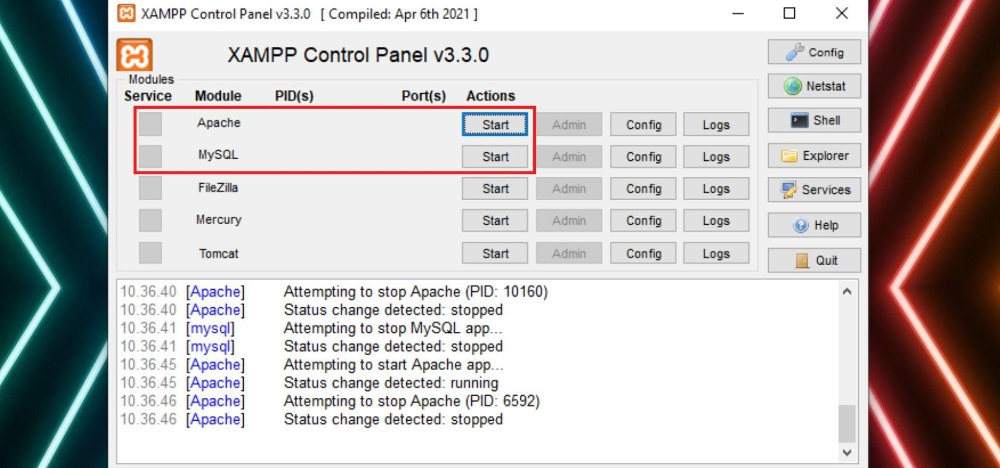 XAMPP Control Panel v3.3.0 [ Compiled: Apr 6th 2021 ]
XAMPP Control Panel v3.3.0
Config
Modules
Service Module PID(s) Port(s) Actions
Netstat
Apache Start Admin Config Logs
Shell
MySQL Start Admin Config Logs
Explorer
FileZilla Start Admin Config Logs
Services
Mercury Start Admin Config Logs
Help
Tomcat Start Admin Config Logs
Quit
10.36.40 [Apache] Attempting to stop Apache (PID: 10160)
10.36.40 [Apache] Status change detected: stopped
10.36.41 [mysql] Attempting to stop MySQL app...
10.36.41 [mysql] Status change detected: stopped
10.36.45 [Apache] Attempting to start Apache app...
10.36.45 [Apache] Status change detected: running
10.36.46 [Apache] Attempting to stop Apache (PID: 6592)
10.36.46 [Apache] Status change detected: stopped